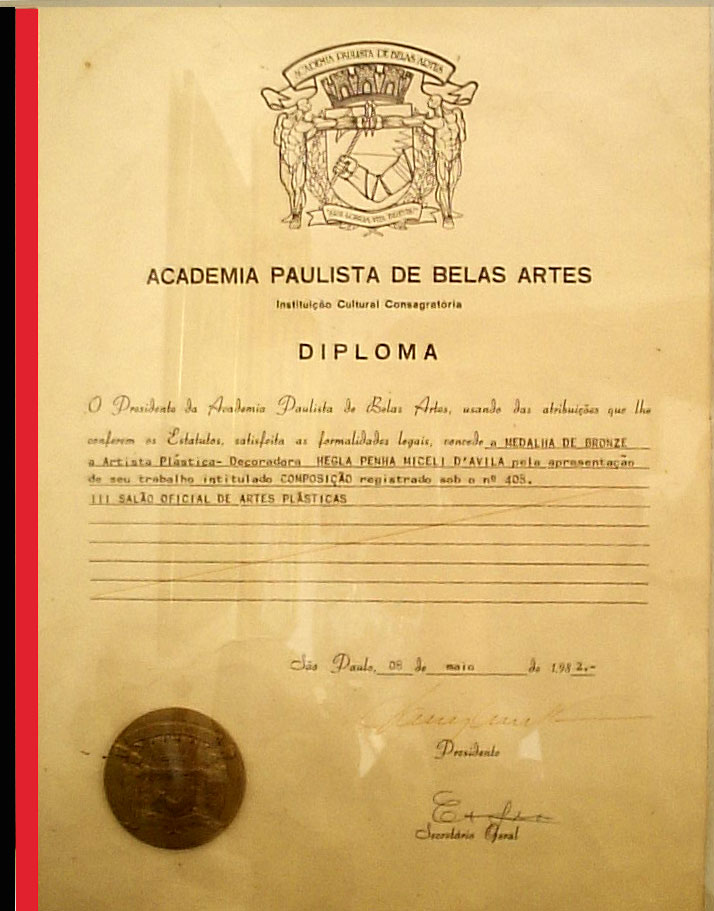 ACADEMIA PAULISTA DE BELAS ARTES
ACADEMIA PAULISTA DE BELAS ARTES
Instituição Cultural Consagratória
DIPLOMA
O Presidente da Academia Paulista de Belas Artes, usando das atribuições que lhe
conferem os Estatutos, satisfeita as formalidades legais, concede a MEDALHA DE BRONZE
a Artista Plástica- Decoradora HEGLA PENHA MICELI D'AVILA pela apresentação
de seu trabalho intitulado COMPOSIÇÃO registrado sob o nº 405.
III SALÃO OFICIAL DE ARTES PLÁSTICAS
São Paulo, 08 de maio de 1.982.-
Presidente
Secretário Geral